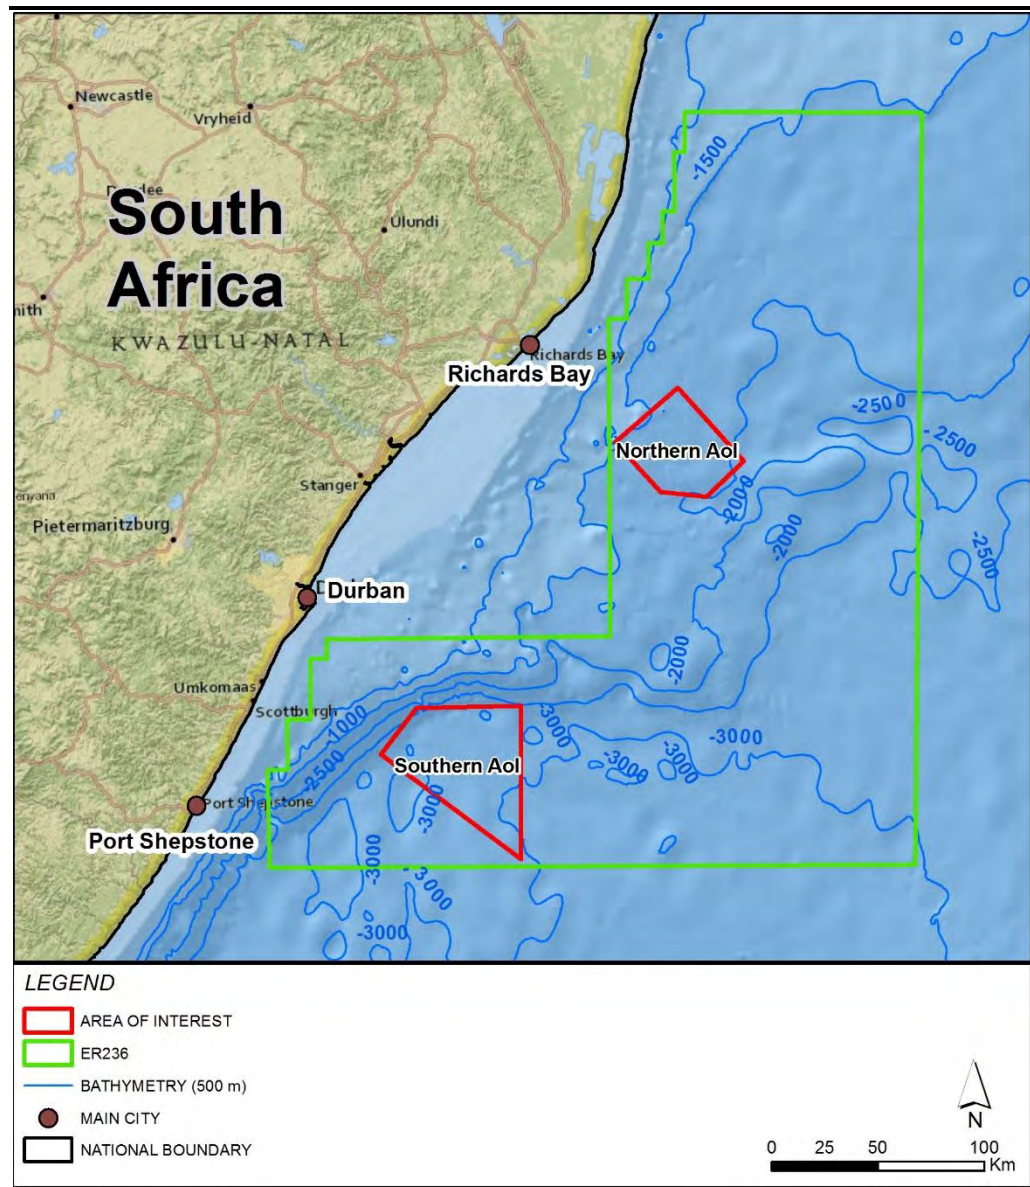 Newcastle
Vryheid
South
Africa
Ulundi
KWAZULU-NATAL
Richards Bay
Richards Bay
Stanger
Pietermaritzburg
Durban
Umkomaas
Scottburgh
Port Shepstone
Port Shepstone
Northern AoI
Southern AoI
-1500
-2500
-2500
-2500
-2000
-2000
-2000
-1000
-2500
-3000
-3000
-3000
-3000
-3000
-3000
-3000
-3000
LEGEND
AREA OF INTEREST
ER236
BATHYMETRY (500 m)
MAIN CITY
NATIONAL BOUNDARY
N
0 25 50 100
Km